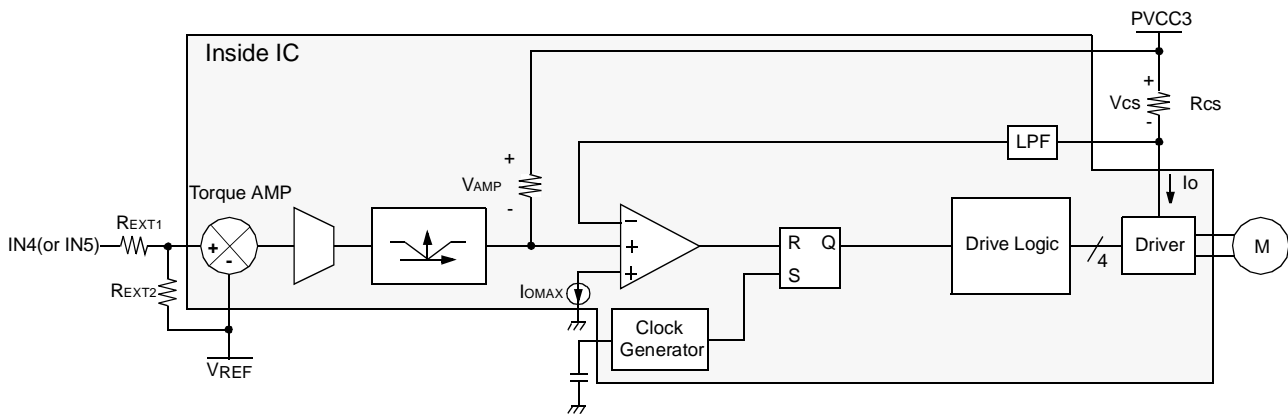 PVCC3
Inside IC
+
Vcs
Rcs
-
LPF
+
VAMP
-
Io
Torque AMP
REXT1
IN4(or IN5)
+
-
REXT2
VREF
-
+
+
IOMAX
R Q
S
Drive Logic
4
Driver
M
Clock
Generator